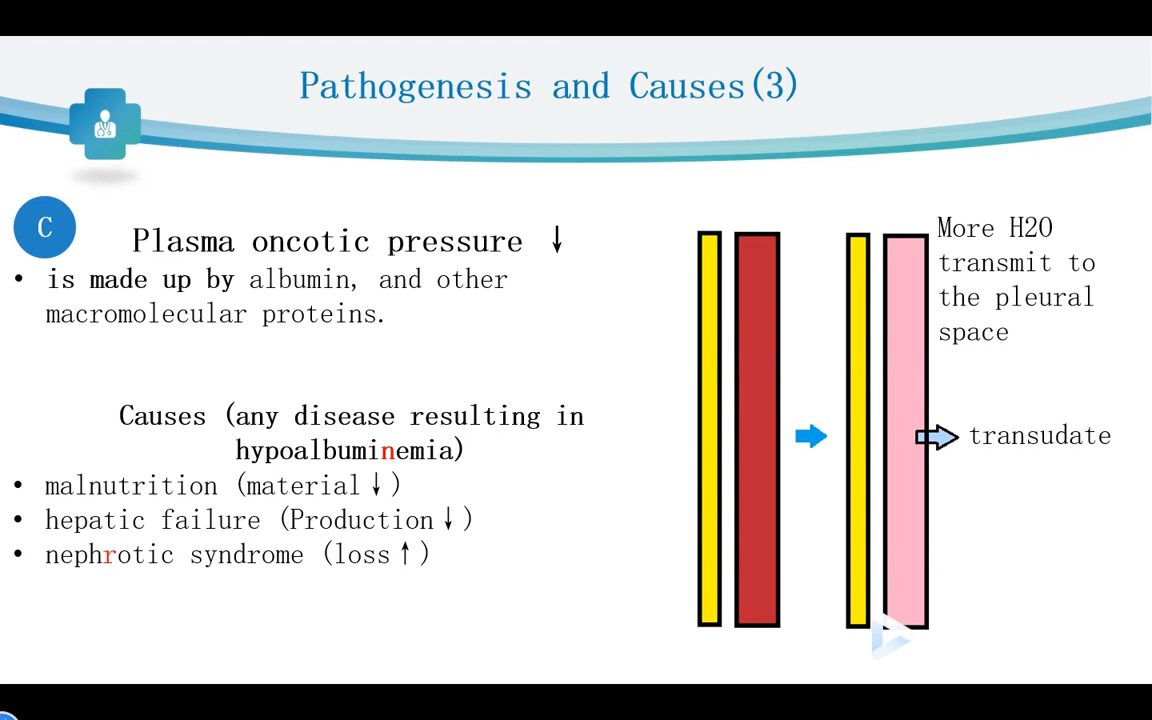 Pathogenesis and Causes(3)
C
Plasma oncotic pressure ↓
• is made up by albumin, and other
macromolecular proteins.
Causes (any disease resulting in
hypoalbuminemia)
• malnutrition (material↓)
• hepatic failure (Production↓)
• nephrotic syndrome (loss↑)
More H2O
transmit to
the pleural
space
transudate